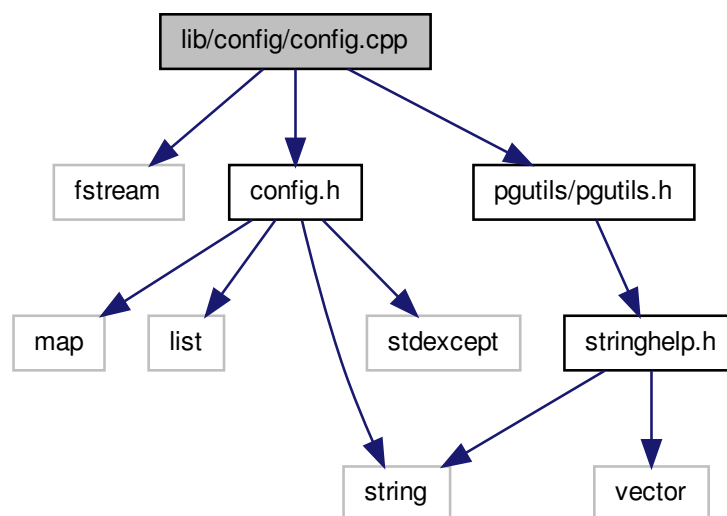 lib/config/config.cpp
fstream
config.h
pgutils/pgutils.h
map
list
stdexcept
stringhelp.h
string
vector